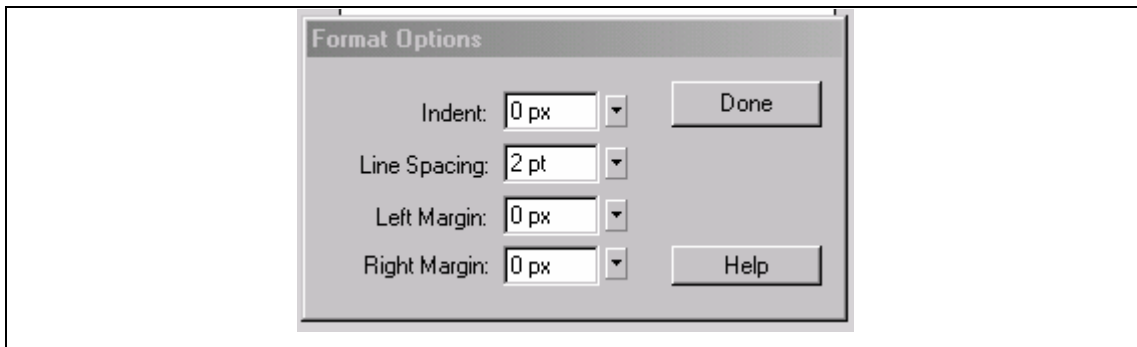 Format Options
Indent: 0 px Done
Line Spacing: 2 pt
Left Margin: 0 px
Right Margin: 0 px Help